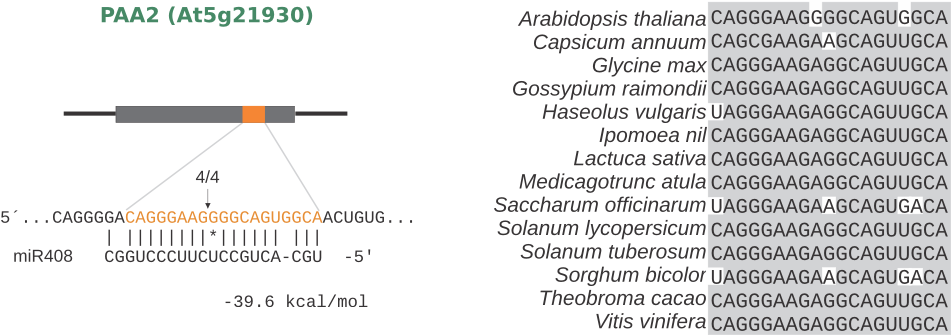 PAA2 (At5g21930)
4/4
5´...CAGGGGACAGGGAAGGGGCAGUGGCAACUGUG...
*
miR408 CGGUCCCUUCUCCGUCA-CGU -5'
-39.6 kcal/mol
Arabidopsis thaliana CAGGGAAGGGGCAGUGGCA
Capsicum annuum CAGCGAAGAAGCAGUUGCA
Glycine max CAGGGAAGAGGCAGUUGCA
Gossypium raimondii CAGGGAAGAGGCAGUUGCA
Haseolus vulgaris UAGGGAAGAGGCAGUUGCA
Ipomoea nil CAGGGAAGAGGCAGUUGCA
Lactuca sativa CAGGGAAGAGGCAGUUGCA
Medicagotrunc atula CAGGGAAGAGGCAGUUGCA
Saccharum officinarum UAGGGAAGAAGCAGUGACA
Solanum lycopersicum CAGGGAAGAGGCAGUUGCA
Solanum tuberosum CAGGGAAGAGGCAGUUGCA
Sorghum bicolor UAGGGAAGAAGCAGUGACA
Theobroma cacao CAGGGAAGAGGCAGUUGCA
Vitis vinifera CAGGGAAGAGGCAGUUGCA